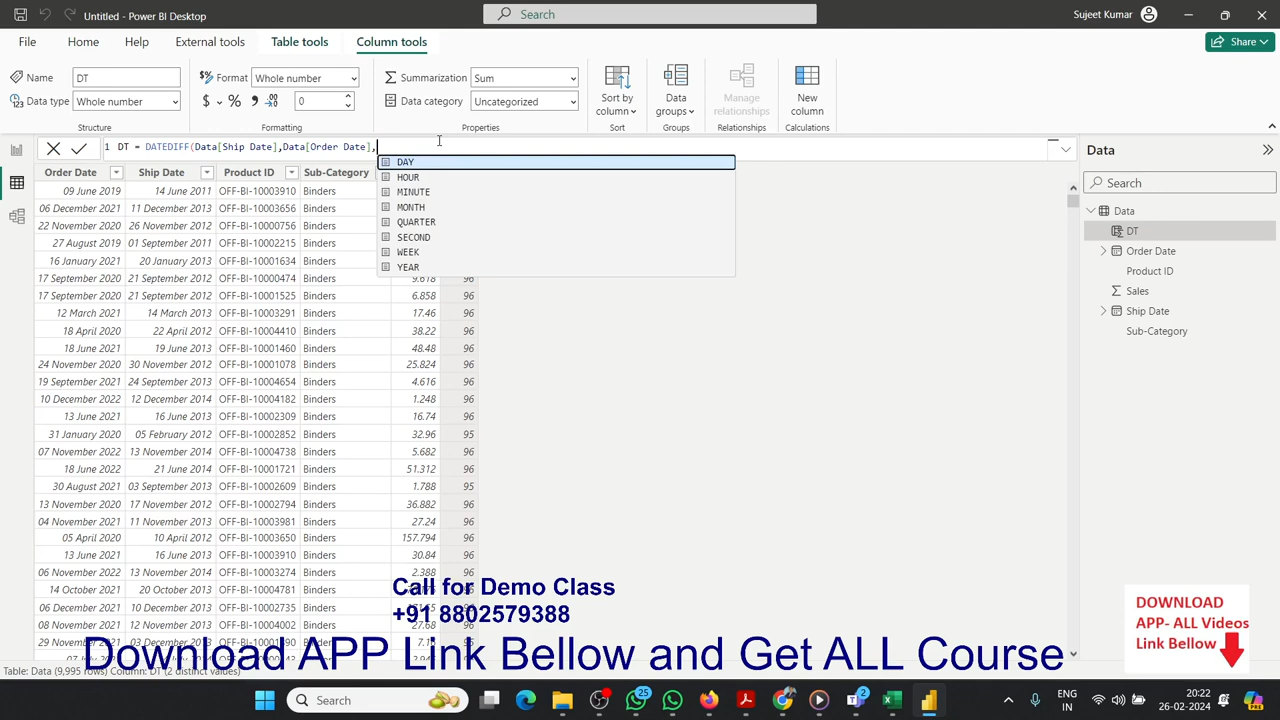 Untitled - Power BI Desktop
Search
Sujeet Kumar
File Home Help External tools Table tools Column tools
Share
Name DT
Data type Whole number
Structure
Format Whole number
$ % 0
Formatting
Summarization Sum
Data category Uncategorized
Properties
Sort by column
Sort
Data groups
Groups
Manage relationships
Relationships
New column
Calculations
1 DT = DATEDIFF(Data[Ship Date],Data[Order Date],
DAY
HOUR
MINUTE
MONTH
QUARTER
SECOND
WEEK
YEAR
Order Date Ship Date Product ID Sub-Category
09 June 2019 14 June 2011 OFF-BI-10003910 Binders
06 December 2021 11 December 2013 OFF-BI-10003656 Binders
22 November 2020 26 November 2012 OFF-BI-10000756 Binders
27 August 2019 01 September 2011 OFF-BI-10002215 Binders
16 January 2021 20 January 2013 OFF-BI-10001634 Binders
17 September 2020 21 September 2012 OFF-BI-10000474 Binders 9.618 96
17 September 2020 21 September 2012 OFF-BI-10001525 Binders 6.858 96
12 March 2021 14 March 2013 OFF-BI-10003291 Binders 17.46 96
18 April 2020 22 April 2012 OFF-BI-10004410 Binders 38.22 96
18 June 2021 19 June 2013 OFF-BI-10001460 Binders 48.48 96
24 November 2020 30 November 2012 OFF-BI-10001078 Binders 25.824 96
19 September 2021 24 September 2013 OFF-BI-10004654 Binders 4.616 96
10 December 2022 12 December 2014 OFF-BI-10004182 Binders 1.248 96
13 June 2021 16 June 2013 OFF-BI-10002309 Binders 16.74 96
31 January 2020 05 February 2012 OFF-BI-10002852 Binders 32.96 95
07 November 2022 13 November 2014 OFF-BI-10004738 Binders 5.682 96
18 June 2022 21 June 2014 OFF-BI-10001721 Binders 51.312 96
30 August 2021 03 September 2013 OFF-BI-10002609 Binders 1.788 95
13 November 2020 17 November 2012 OFF-BI-10002794 Binders 36.882 96
04 November 2021 11 November 2013 OFF-BI-10003981 Binders 27.24 96
05 April 2020 10 April 2012 OFF-BI-10003650 Binders 157.794 96
13 June 2021 16 June 2013 OFF-BI-10003910 Binders 30.84 96
06 November 2022 13 November 2014 OFF-BI-10003274 Binders 2.388 96
14 October 2021 20 October 2013 OFF-BI-10004781 Binders
06 December 2021 10 December 2013 OFF-BI-10002735 Binders 96
08 November 2021 12 November 2013 OFF-BI-10004002 Binders 27.68 96
29 November Binders 96
Data
Search
Data
DT
Order Date
Product ID
Sales
Ship Date
Sub-Category
Call for Demo Class
+91 8802579388
Download APP Link Bellow and Get ALL Course
DOWNLOAD
APP- ALL Videos
Link Bellow
Table: Data (9,995 rows) Column: DT (2 distinct values)
Search
25
2
ENG
IN
20:22
26-02-2024